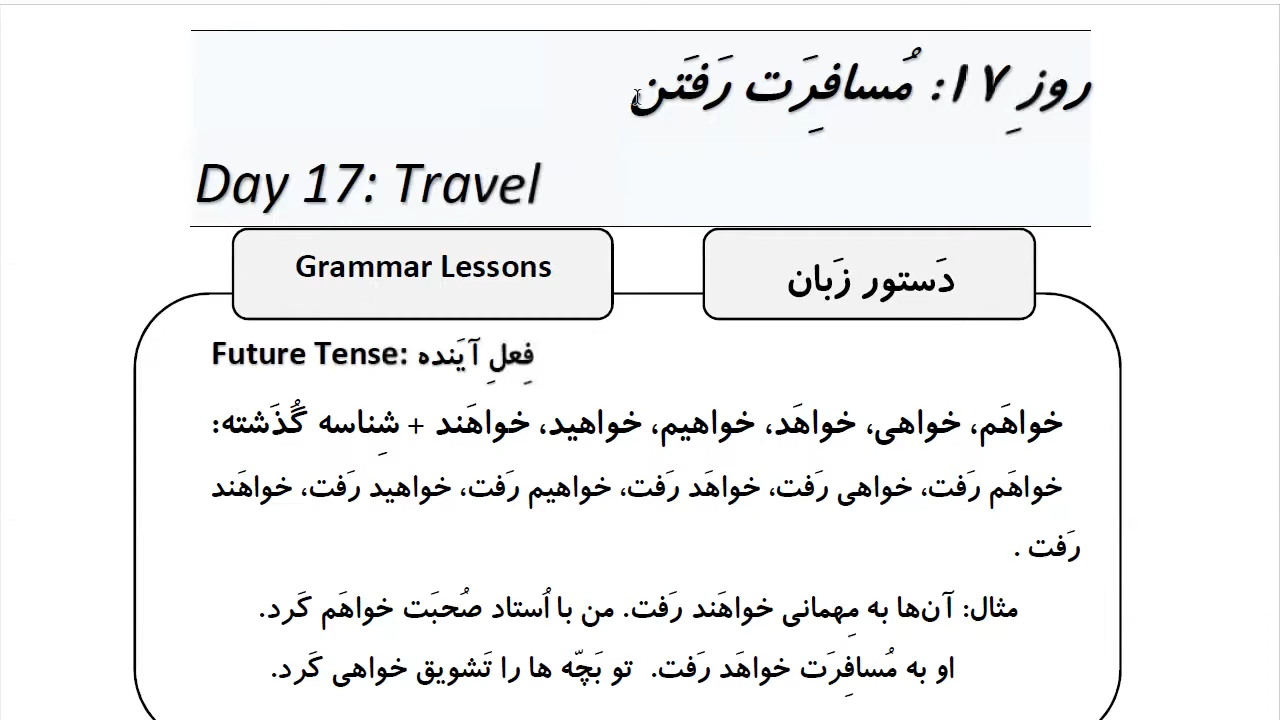 روزِ ۱۷: مُسافِرَت رَفتَن
Day 17: Travel
Grammar Lessons
دَستور زَبان
Future Tense: فِعلِ آیَنده
خواهَم، خواهی، خواهَد، خواهیم، خواهید، خواهَند + شِناسه گُذَشته:
خواهَم رَفت، خواهی رَفت، خواهَد رَفت، خواهیم رَفت، خواهید رَفت، خواهَند
رَفت .
مثال: آن‌ها به مِهمانی خواهَند رَفت. من با اُستاد صُحبَت خواهَم کَرد.
او به مُسافِرَت خواهَد رَفت. تو بَچّه ها را تَشویق خواهی کَرد.